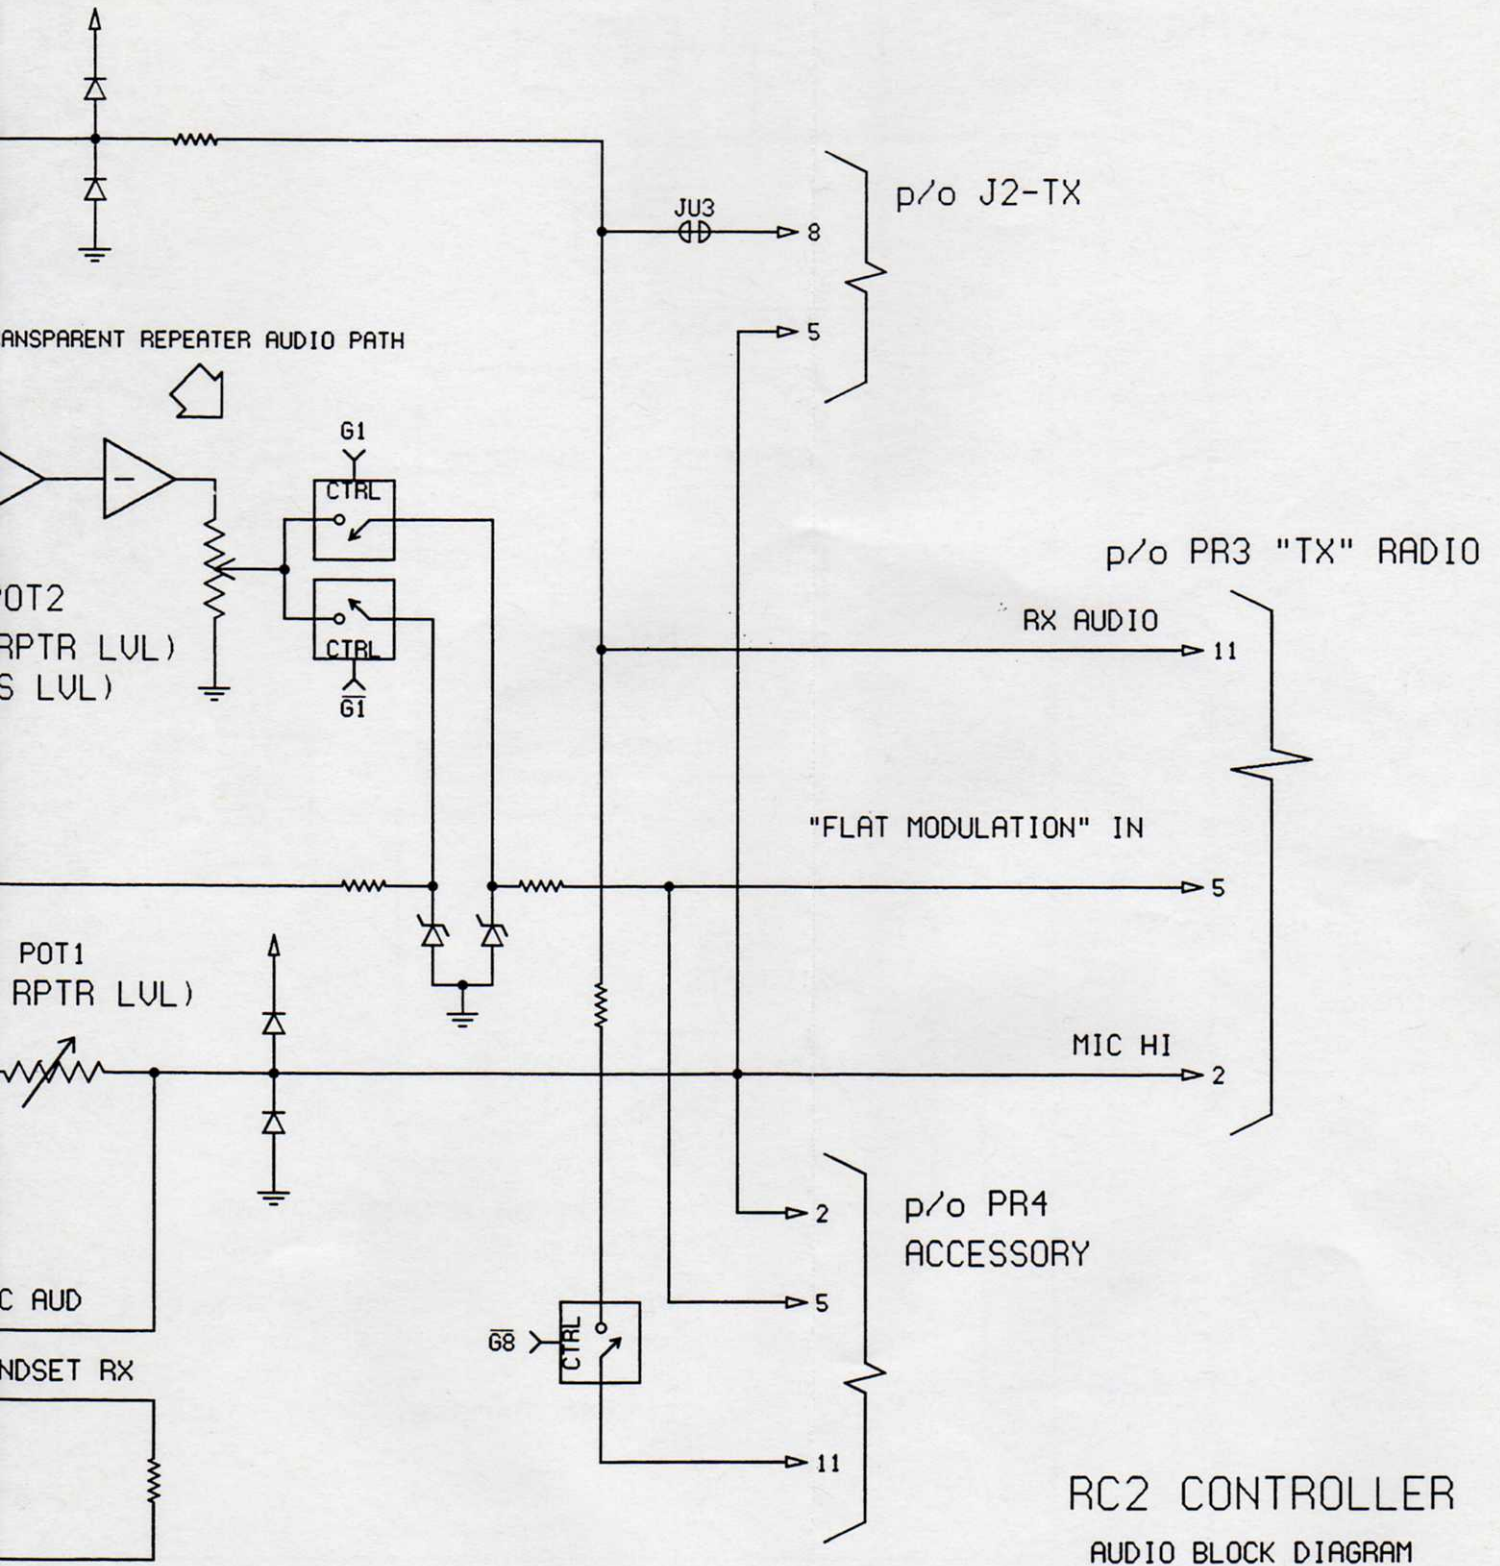 p/o J2-TX
JU3
8
5
ANSPARENT REPEATER AUDIO PATH
G1
CTRL
CTRL
G1
OT2
RPTR LVL)
S LVL)
p/o PR3 "TX" RADIO
RX AUDIO
11
"FLAT MODULATION" IN
5
POT1
RPTR LVL)
MIC HI
2
p/o PR4
ACCESSORY
2
5
C AUD
G8
CTRL
NDSET RX
11
RC2 CONTROLLER
AUDIO BLOCK DIAGRAM